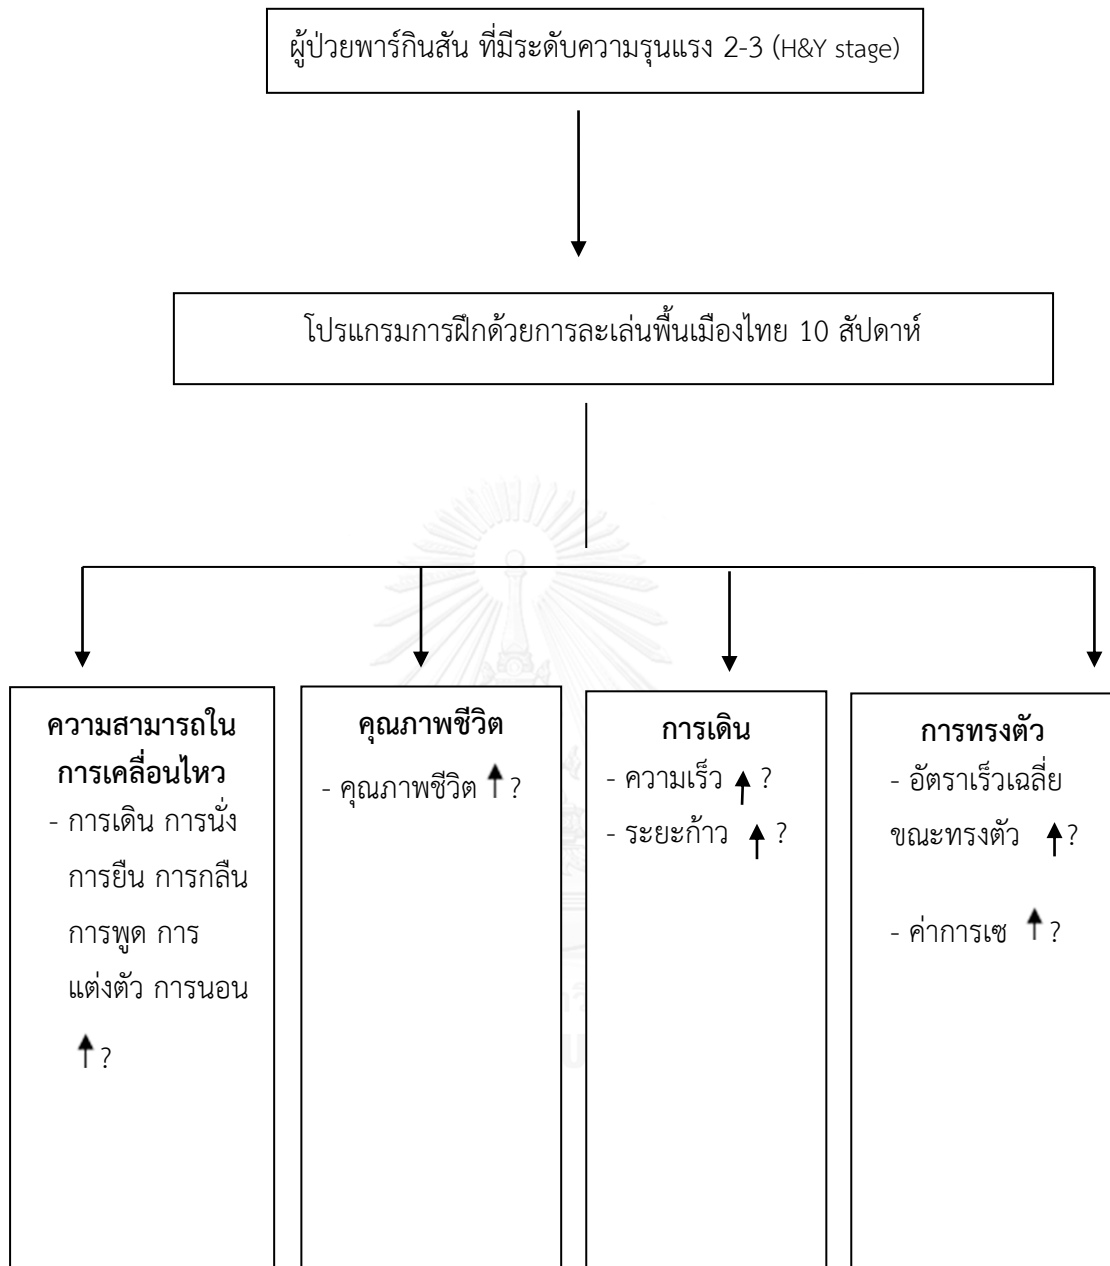 ผู้ป่วยพาร์กินสัน ที่มีระดับความรุนแรง 2-3 (H&Y stage)
โปรแกรมการฝึกด้วยการละเล่นพื้นเมืองไทย 10 สัปดาห์
ความสามารถใน
การเคลื่อนไหว
- การเดิน การนั่ง
การยืน การกลืน
การพูด การ
แต่งตัว การนอน
↑?
คุณภาพชีวิต
- คุณภาพชีวิต ↑?
การเดิน
- ความเร็ว ↑ ?
- ระยะก้าว ↑ ?
การทรงตัว
- อัตราเร็วเฉลี่ย
ขณะทรงตัว ↑?
- ค่าการเซ ↑?